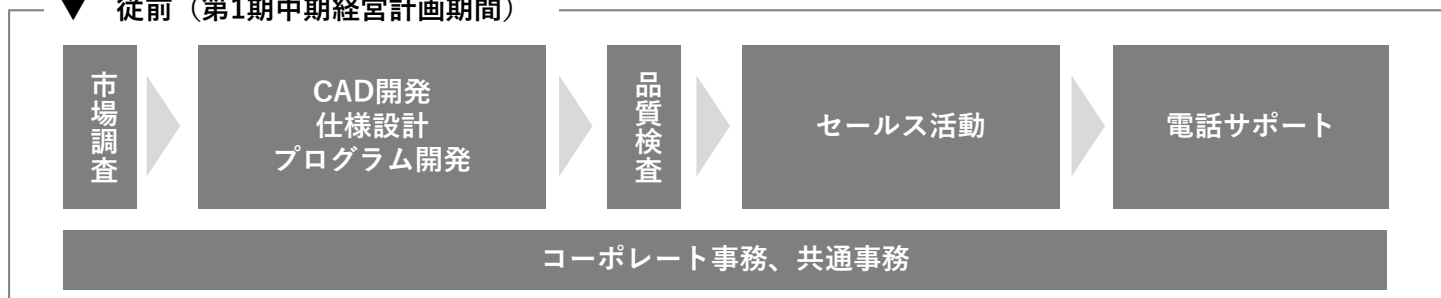 ▼ 従前（第1期中期経営計画期間）
市場調査
CAD開発
仕様設計
プログラム開発
品質検査
セールス活動
電話サポート
コーポレート事務、共通事務